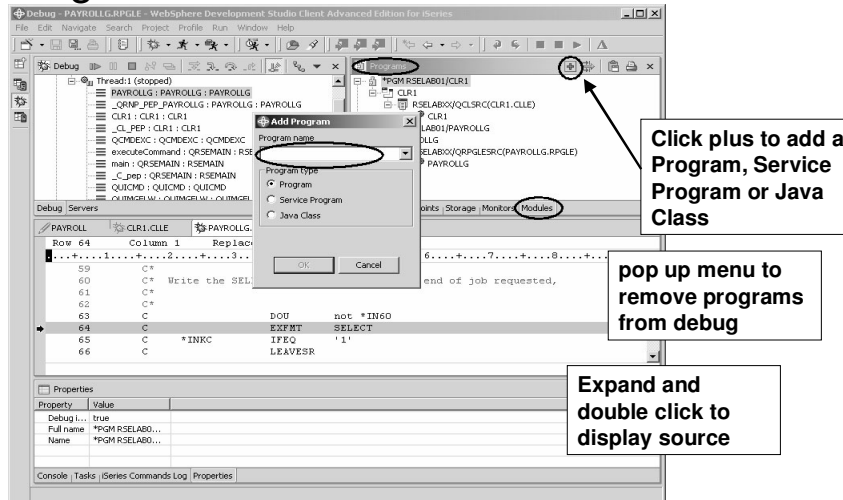 Debug - PAYROLLG.RPGLE - WebSphere Development Studio Client Advanced Edition for iSeries
File Edit Navigate Search Project Profile Run Window Help
Debug
Programs
Thread:1 (stopped)
PAYROLLG : PAYROLLG : PAYROLLG
_QRNP_PEP_PAYROLLG : PAYROLLG : PAYROLLG
CLR1 : CLR1 : CLR1
_CL_PEP : CLR1 : CLR1
QCMDEXC : QCMDEXC : QCMDEXC
executeCommand : QRSEMAIN : RSE
main : QRSEMAIN : RSEMAIN
_C_pep : QRSEMAIN : RSEMAIN
QUICMD : QUICMD : QUICMD
*PGM RSELAB01/CLR1
CLR1
RSELABXX/QCLSRC(CLR1.CLLE)
CLR1
LAB01/PAYROLLG
OLLG
SELABXX/QRPGLESRC(PAYROLLG.RPGLE)
PAYROLLG
Debug Servers
oints Storage Monitors Modules
Add Program
Program name
Program type
Program
Service Program
Java Class
OK Cancel
PAYROLL CLR1.CLLE PAYROLLG.
Row 64 Column 1 Replac
....+....1....+....2....+....3..
6....+....7....+....8....+...
59 C*
60 C* Write the SEL
end of job requested,
61 C*
62 C*
63 C DOU not *IN60
64 C EXFMT SELECT
65 C *INKC IFEQ '1'
66 C LEAVESR
Properties
Property Value
Debug i... true
Full name *PGM RSELAB0...
Name *PGM RSELAB0...
Console Tasks iSeries Commands Log Properties
Click plus to add a
Program, Service
Program or Java
Class
pop up menu to
remove programs
from debug
Expand and
double click to
display source